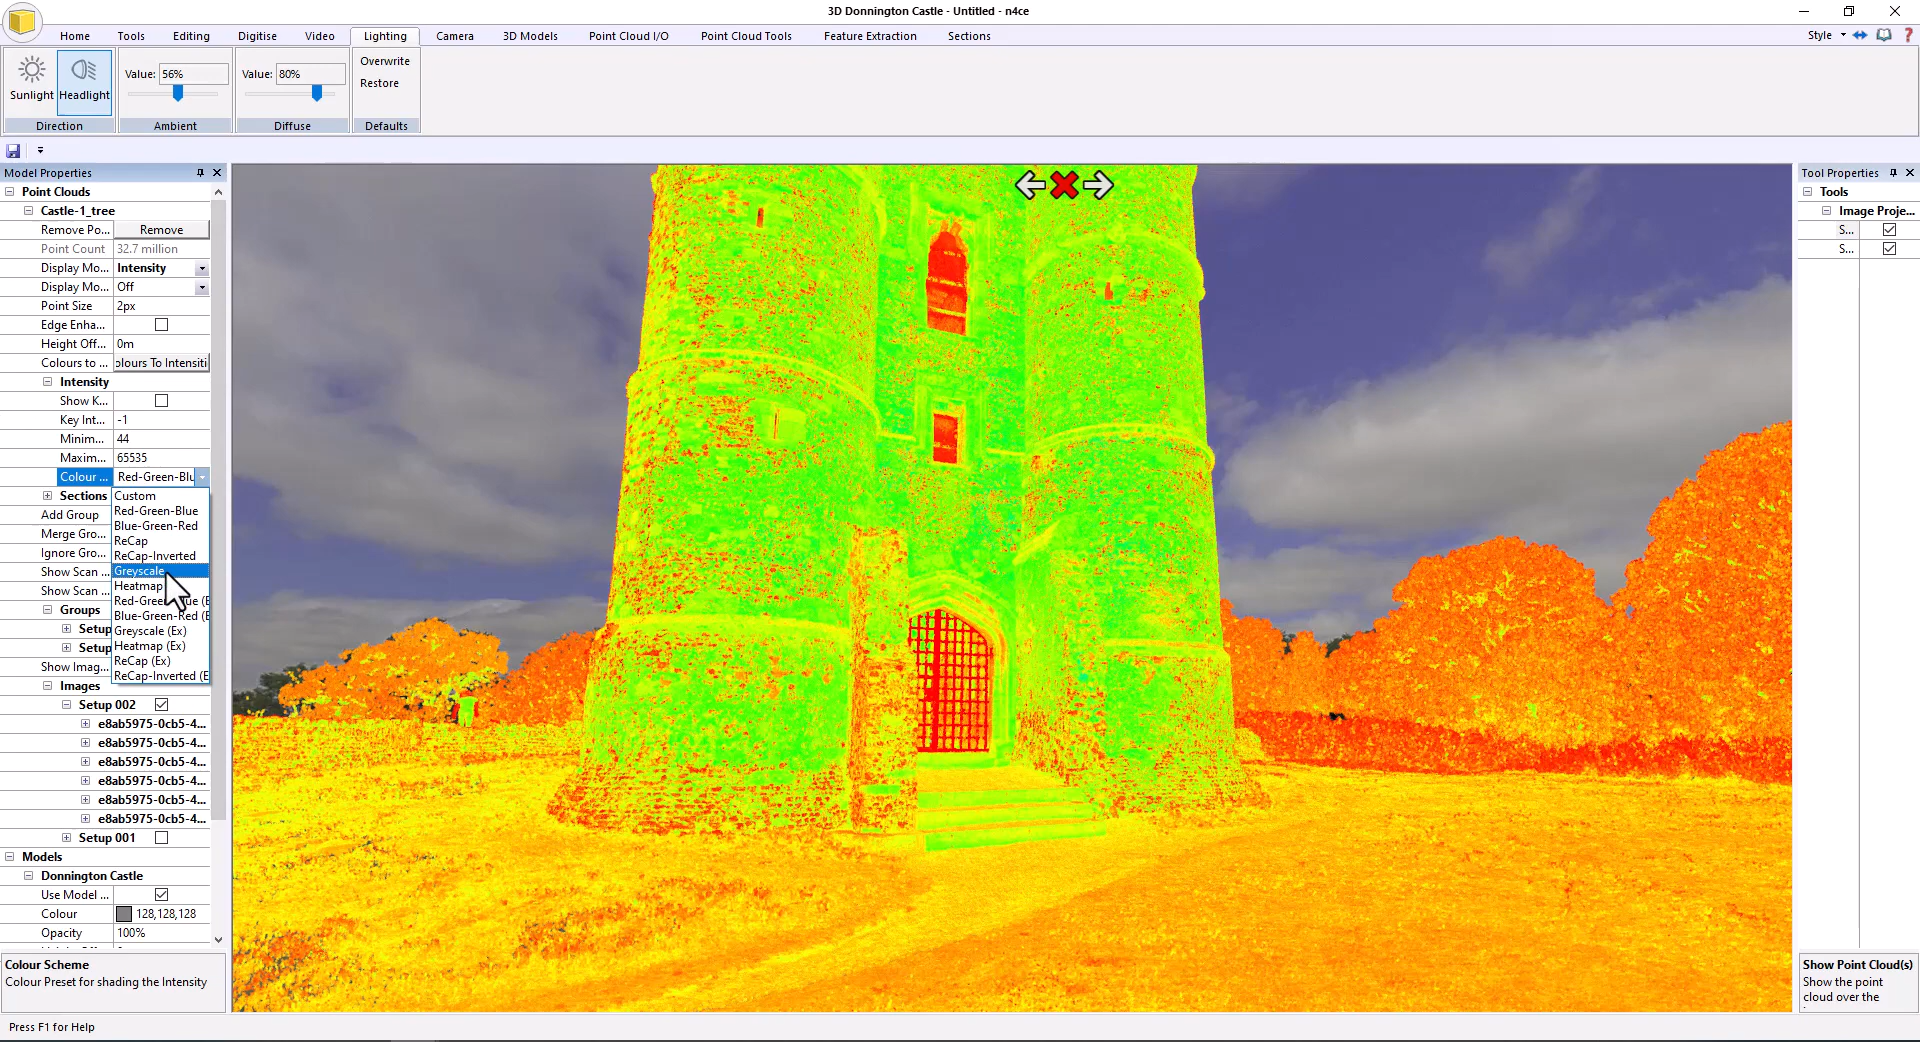 3D Donnington Castle - Untitled - n4ce
Home Tools Editing Digitise Video Lighting Camera 3D Models Point Cloud I/O Point Cloud Tools Feature Extraction Sections Style
Sunlight Headlight
Direction
Value: 56%
Ambient
Value: 80%
Diffuse
Overwrite
Restore
Defaults
Model Properties
Point Clouds
Castle-1_tree
Remove Po... Remove
Point Count 32.7 million
Display Mo... Intensity
Display Mo... Off
Point Size 2px
Edge Enha...
Height Off... 0m
Colours to ... olours To Intensiti
Intensity
Show K...
Key Int... -1
Minim... 44
Maxim... 65535
Colour ... Red-Green-Blu
Sections
Add Group
Merge Gro...
Ignore Gro...
Show Scan ...
Show Scan ...
Groups
Setup
Setup
Show Imag...
Images
Custom
Red-Green-Blue
Blue-Green-Red
ReCap
ReCap-Inverted
Greyscale
Heatmap
Red-Green-Blue (E
Blue-Green-Red (E
Greyscale (Ex)
Heatmap (Ex)
ReCap (Ex)
ReCap-Inverted (E
Setup 002
e8ab5975-0cb5-4...
e8ab5975-0cb5-4...
e8ab5975-0cb5-4...
e8ab5975-0cb5-4...
e8ab5975-0cb5-4...
e8ab5975-0cb5-4...
Setup 001
Models
Donnington Castle
Use Model ...
Colour 128,128,128
Opacity 100%
Colour Scheme
Colour Preset for shading the Intensity
Press F1 for Help
Tool Properties
Tools
Image Proje...
S...
S...
Show Point Cloud(s)
Show the point
cloud over the